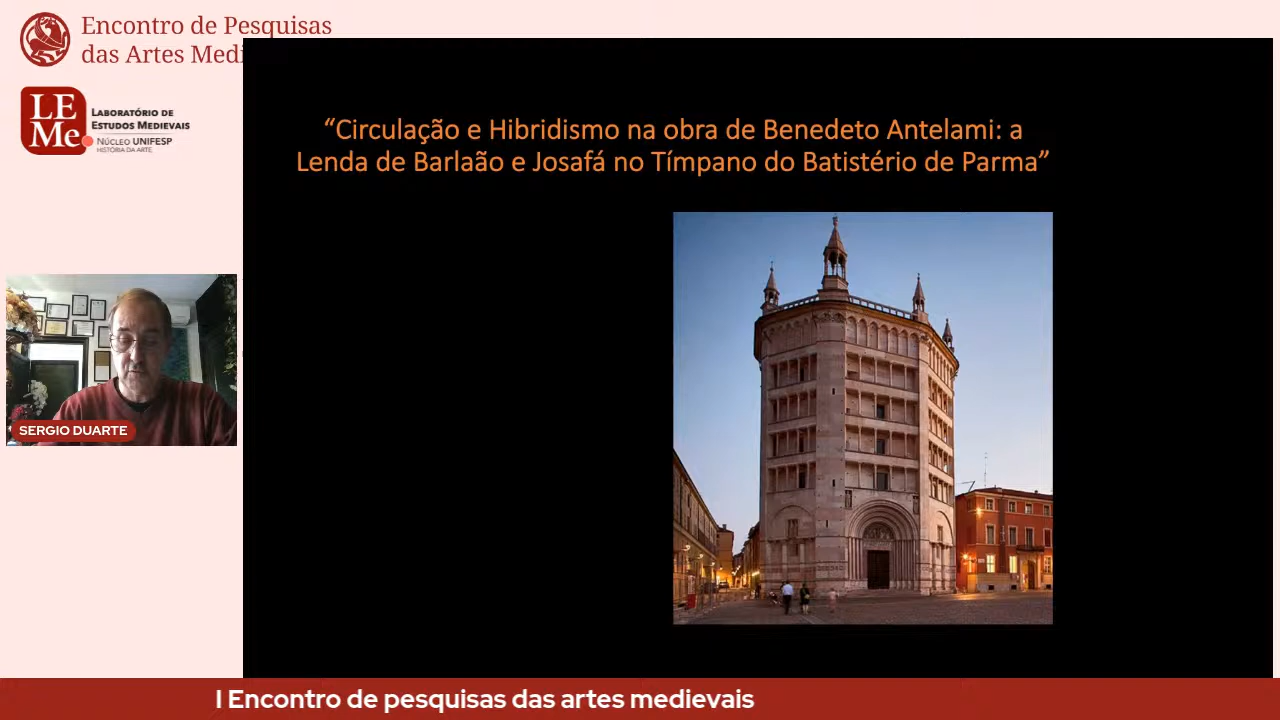 Encontro de Pesquisas
das Artes Medi
LE
Me
LABORATÓRIO DE
ESTUDOS MEDIEVAIS
NÚCLEO UNIFESP
HISTÓRIA DA ARTE
“Circulação e Hibridismo na obra de Benedeto Antelami: a
Lenda de Barlaão e Josafá no Tímpano do Batistério de Parma”
SERGIO DUARTE
I Encontro de pesquisas das artes medievais